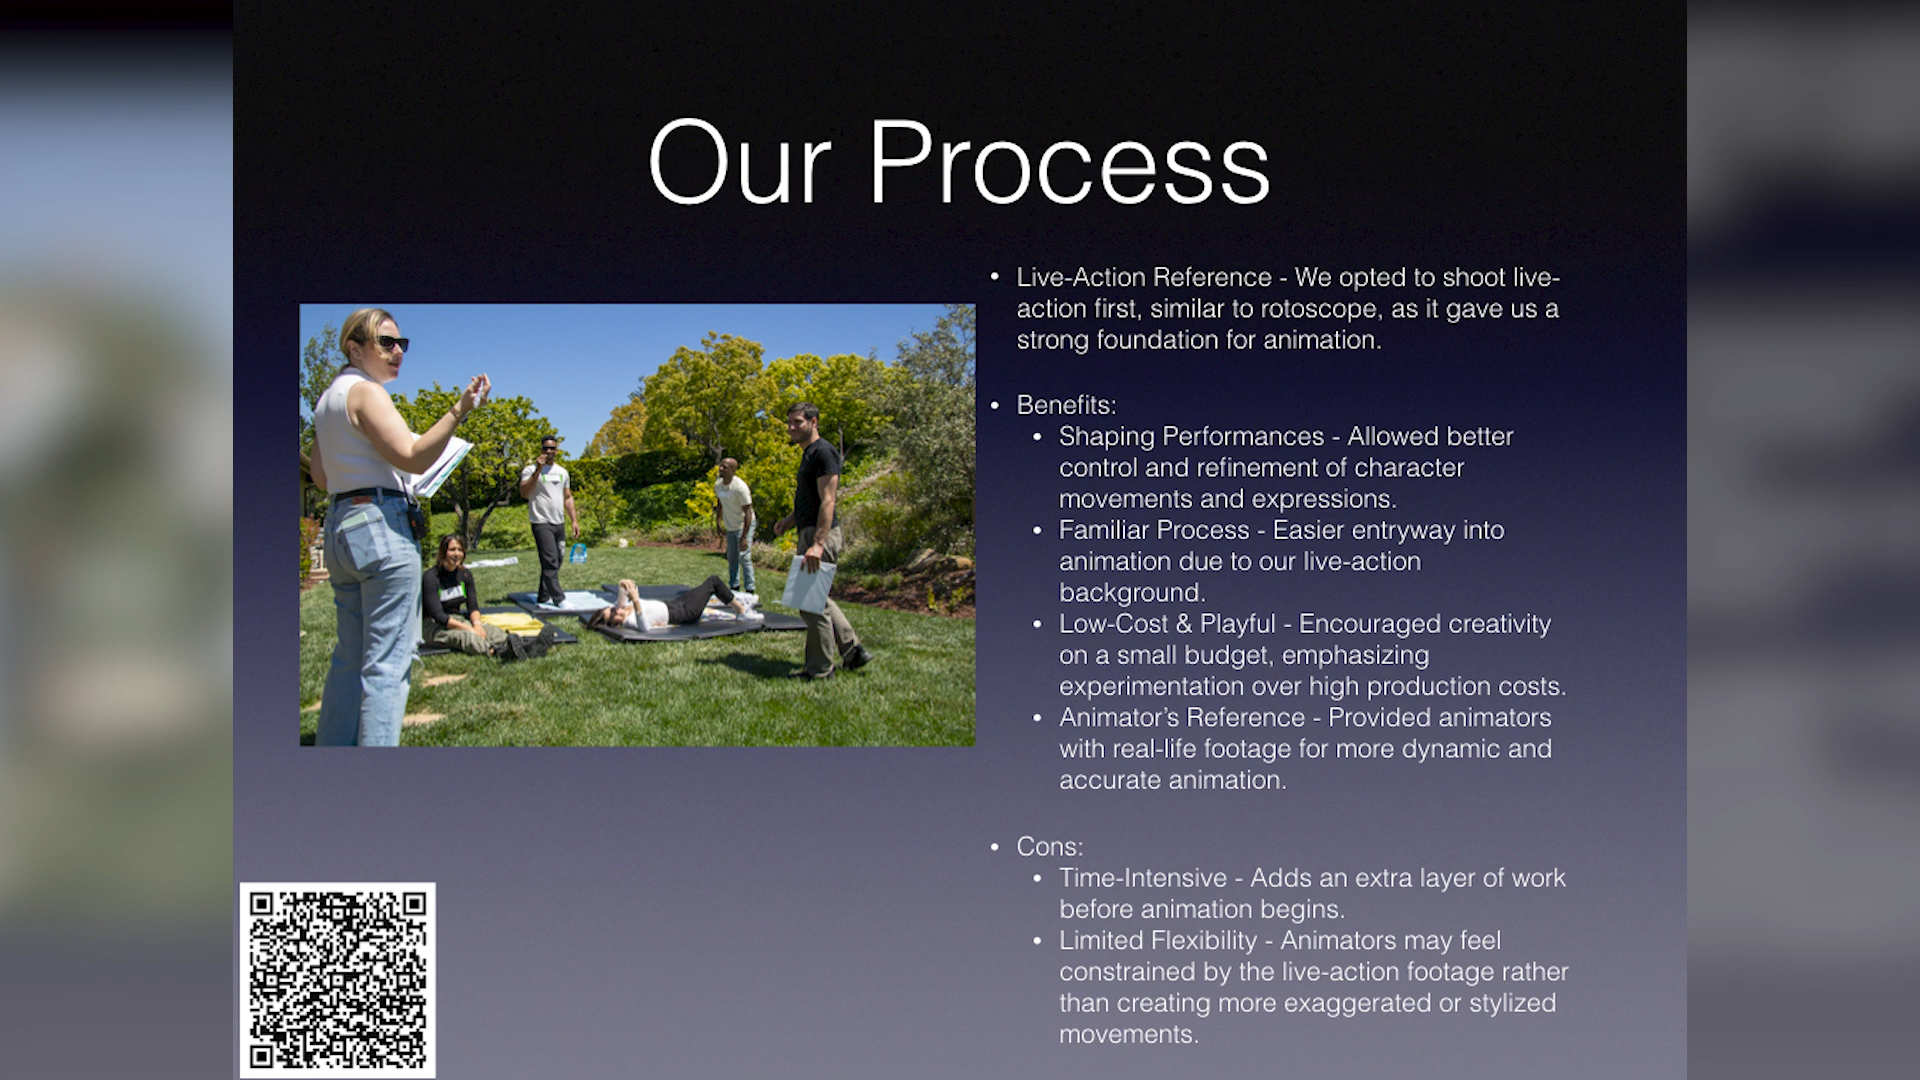 Our Process
• Live-Action Reference - We opted to shoot live-
action first, similar to rotoscope, as it gave us a
strong foundation for animation.
• Benefits:
• Shaping Performances - Allowed better
control and refinement of character
movements and expressions.
• Familiar Process - Easier entryway into
animation due to our live-action
background.
• Low-Cost & Playful - Encouraged creativity
on a small budget, emphasizing
experimentation over high production costs.
• Animator’s Reference - Provided animators
with real-life footage for more dynamic and
accurate animation.
• Cons:
• Time-Intensive - Adds an extra layer of work
before animation begins.
• Limited Flexibility - Animators may feel
constrained by the live-action footage rather
than creating more exaggerated or stylized
movements.